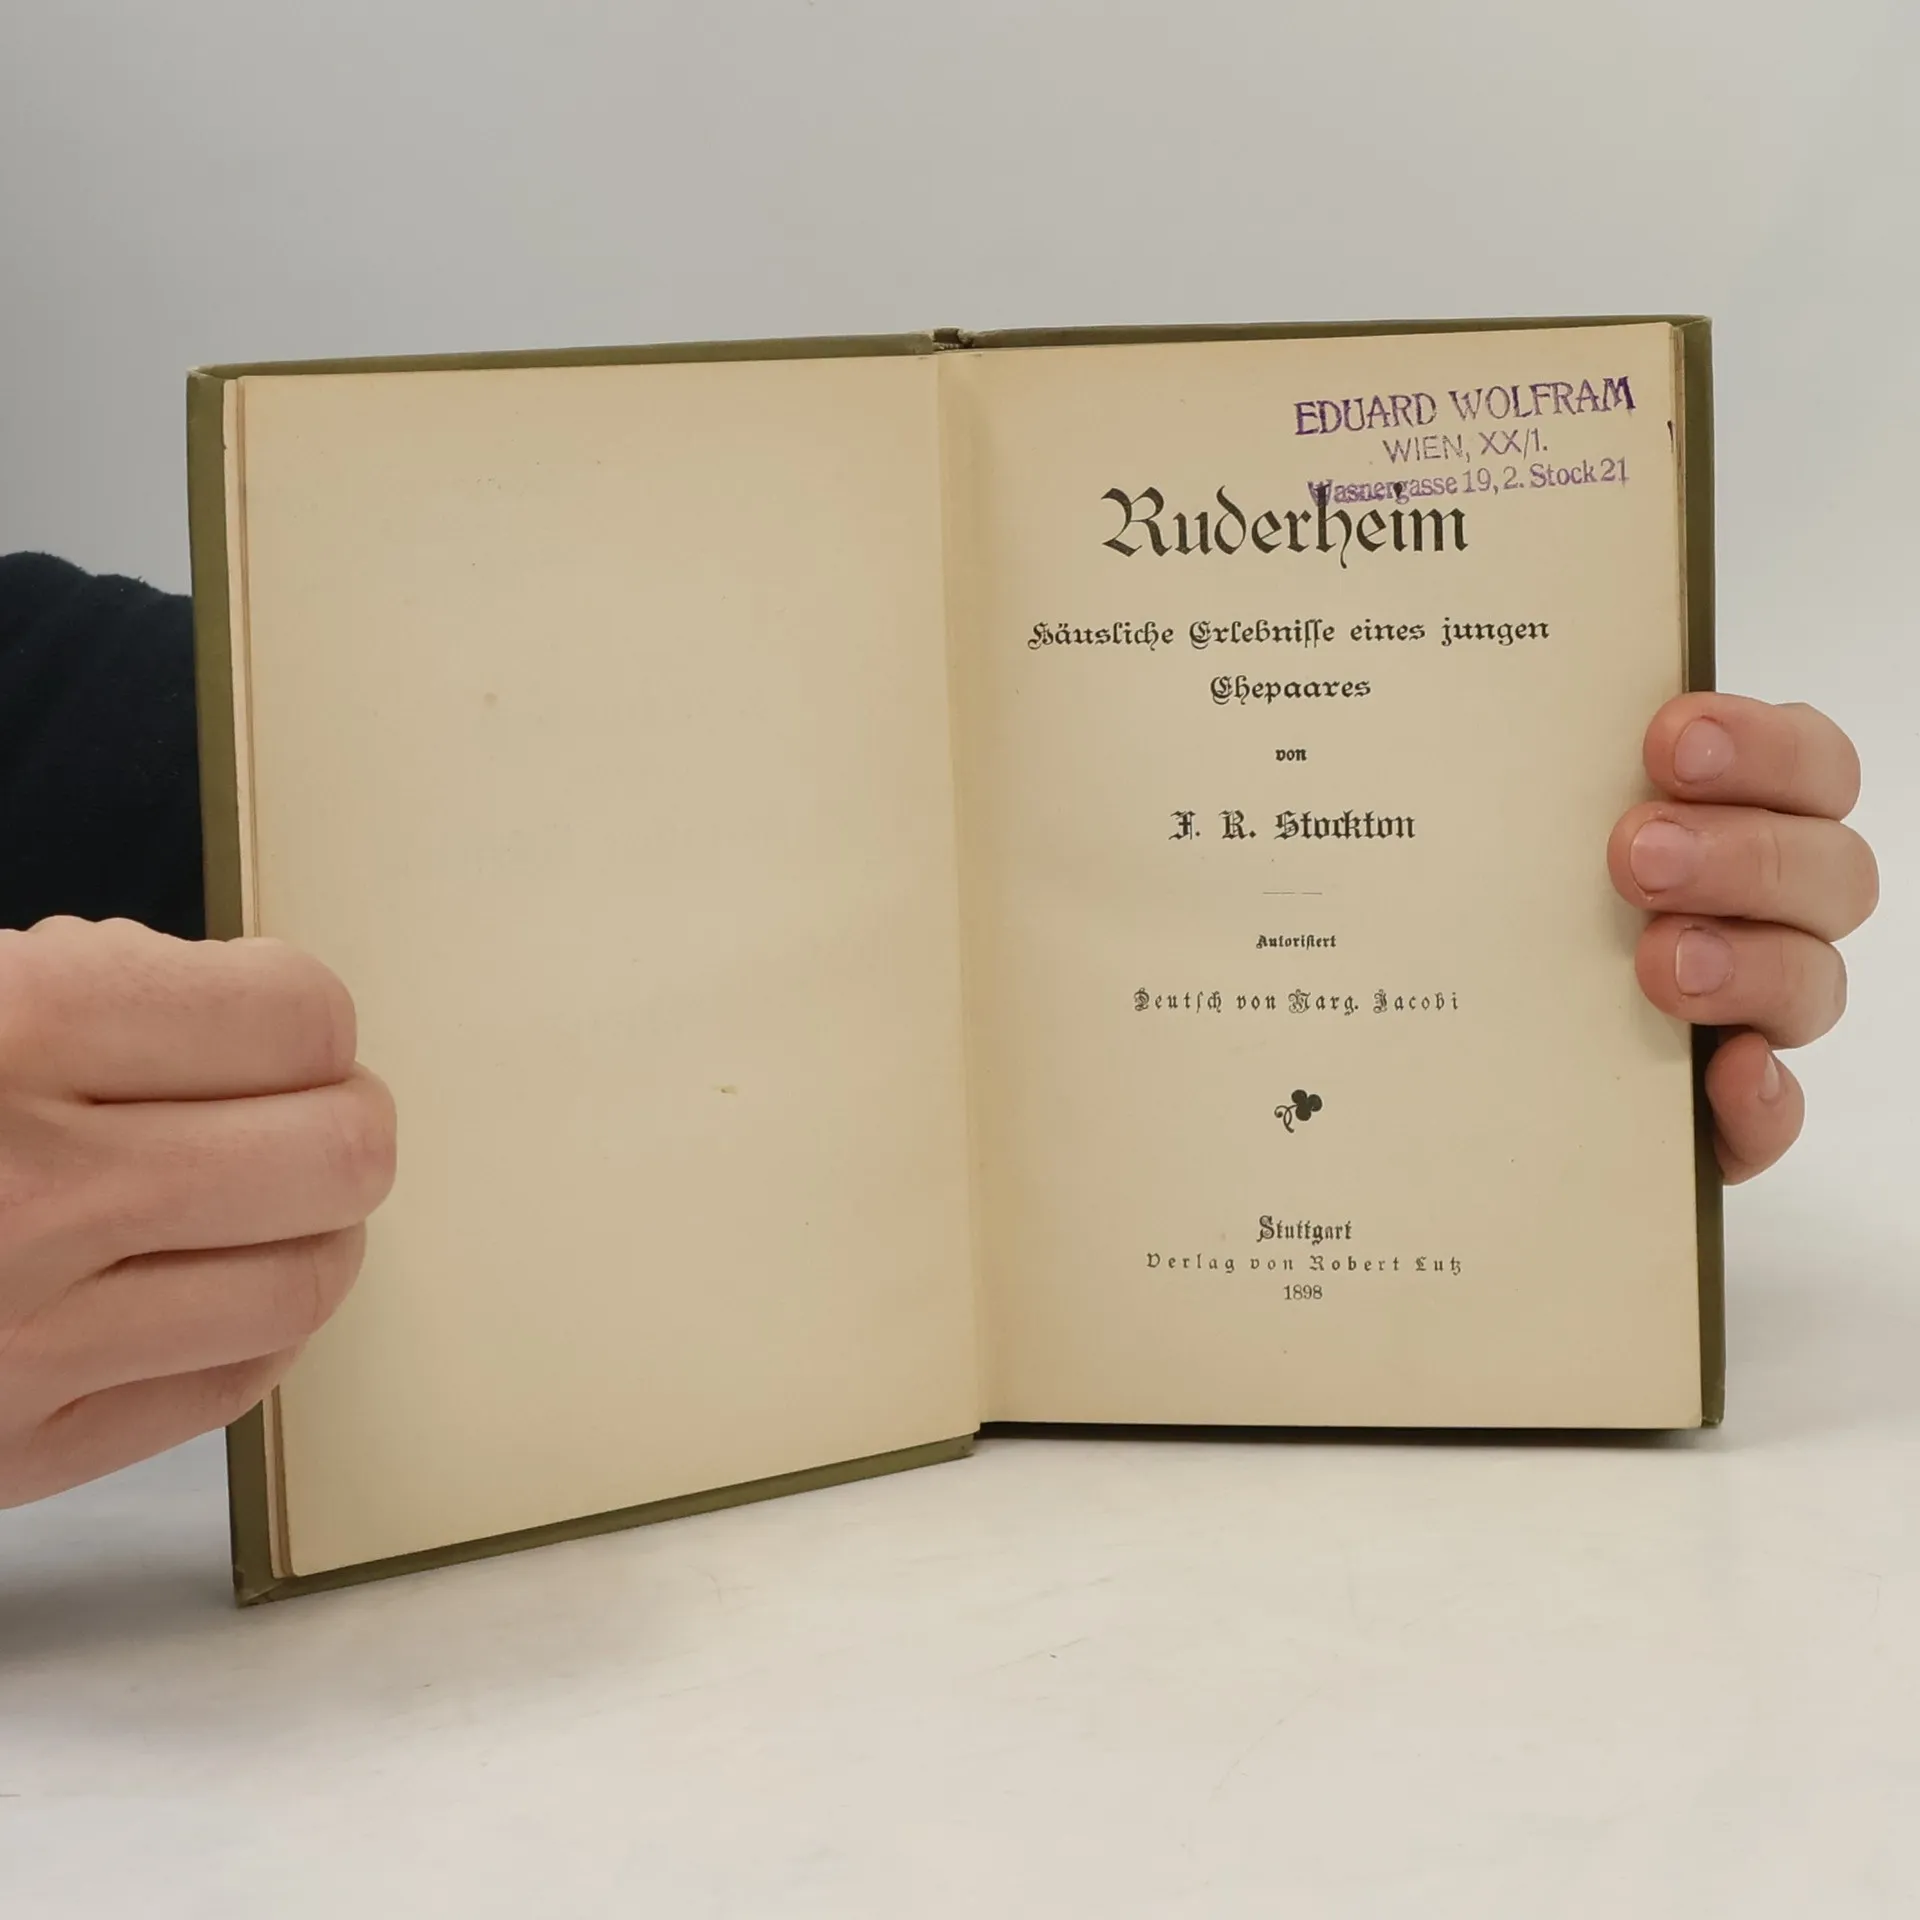 EDUARD WOLFRAM
WIEN, XX/1.
Wasnergasse 19, 2. Stock 21
Ruderheim
Häusliche Erlebniſſe eines jungen
Ehepaares
von
F. R. Stockton
Autoriſiert
Deutſch von Marg. Jacobi
Stuttgart
Verlag von Robert Lutz
1898